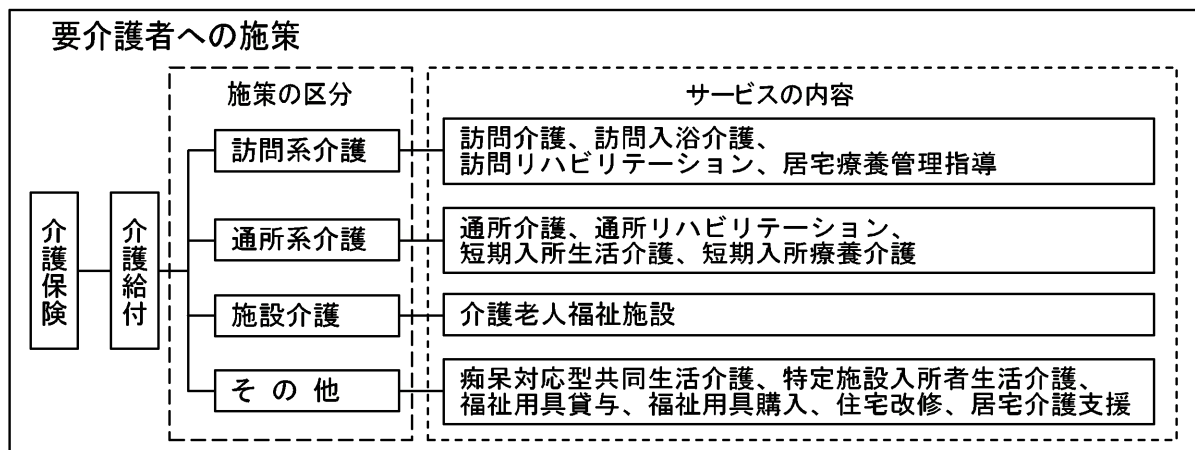 要介護者への施策
施策の区分
サービスの内容
介護保険
介護給付
訪問系介護
訪問介護、訪問入浴介護、
訪問リハビリテーション、居宅療養管理指導
通所系介護
通所介護、通所リハビリテーション、
短期入所生活介護、短期入所療養介護
施設介護
介護老人福祉施設
その他
痴呆対応型共同生活介護、特定施設入所者生活介護、
福祉用具貸与、福祉用具購入、住宅改修、居宅介護支援